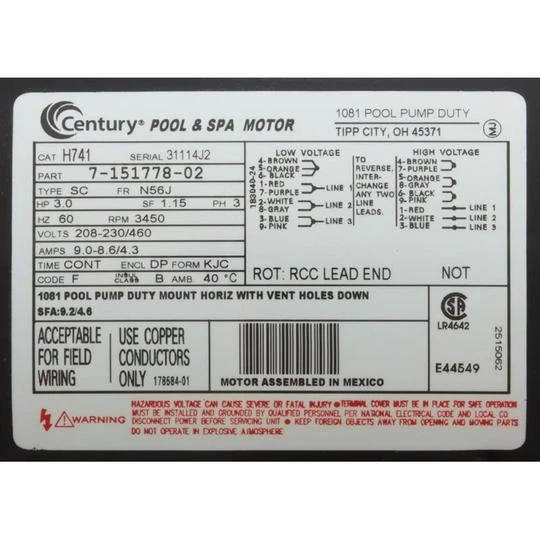 Century® POOL & SPA MOTOR
1081 POOL PUMP DUTY
TIPP CITY, OH 45371
CAT H741 SERIAL 31114J2
PART 7-151778-02
TYPE SC FR N56J
HP 3.0 SF 1.15 PH 3
HZ 60 RPM 3450
VOLTS 208-230/460
AMPS 9.0-8.6/4.3
TIME CONT ENCL DP FORM KJC
CODE F INSUL CLASS B AMB 40 °C
183040-24
LOW VOLTAGE
4-BROWN
5-ORANGE
6-BLACK
1-RED
7-PURPLE
LINE 1
2-WHITE
8-GRAY
LINE 2
3-BLUE
9-PINK
LINE 3
TO
REVERSE,
INTER-
CHANGE
ANY TWO
LINE
LEADS.
HIGH VOLTAGE
4-BROWN
7-PURPLE
5-ORANGE
8-GRAY
6-BLACK
9-PINK
1-RED LINE 1
2-WHITE LINE 2
3-BLUE LINE 3
ROT: RCC LEAD END NOT
1081 POOL PUMP DUTY MOUNT HORIZ WITH VENT HOLES DOWN
SFA:9.2/4.6
ACCEPTABLE
FOR FIELD
WIRING
USE COPPER
CONDUCTORS
ONLY 178584-01
MOTOR ASSEMBLED IN MEXICO
LR4642
E44549
2515062
WARNING
HAZARDOUS VOLTAGE CAN CAUSE SEVERE OR FATAL INJURY ● TERMINAL COVER MUST BE IN PLACE FOR SAFE OPERATION
MUST BE INSTALLED AND GROUNDED BY QUALIFIED PERSONNEL PER NATIONAL ELECTRICAL CODE AND LOCAL CO
DISCONNECT POWER BEFORE SERVICING UNIT ● KEEP FOREIGN OBJECTS AWAY FROM OPENING AND MOVING PARTS
DO NOT OPERATE IN EXPLOSIVE ATMOSPHERE